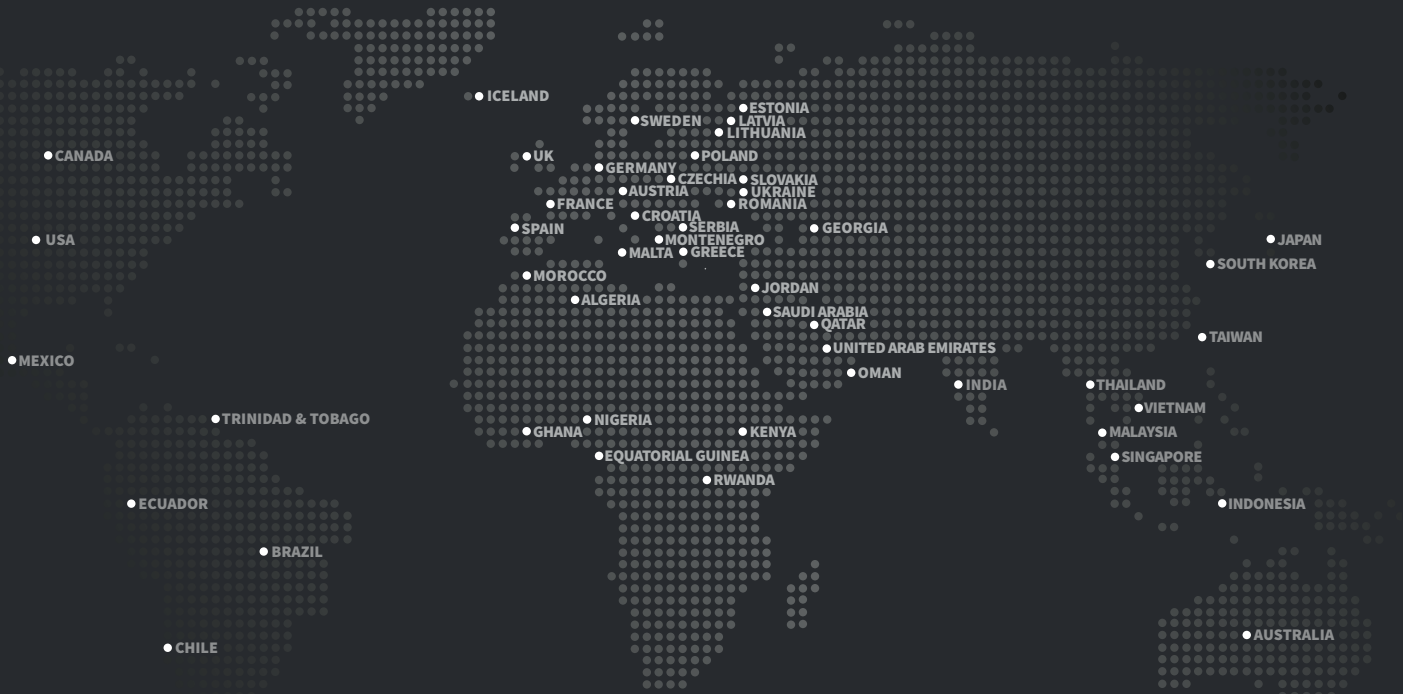 ICELAND
ESTONIA
SWEDEN
LATVIA
LITHUANIA
CANADA
UK
POLAND
GERMANY
CZECHIA
SLOVAKIA
AUSTRIA
UKRAINE
FRANCE
ROMANIA
CROATIA
SPAIN
SERBIA
GEORGIA
USA
MONTENEGRO
JAPAN
MALTA
GREECE
SOUTH KOREA
MOROCCO
JORDAN
ALGERIA
SAUDI ARABIA
QATAR
TAIWAN
UNITED ARAB EMIRATES
MEXICO
OMAN
INDIA
THAILAND
VIETNAM
TRINIDAD & TOBAGO
NIGERIA
GHANA
KENYA
MALAYSIA
EQUATORIAL GUINEA
SINGAPORE
RWANDA
ECUADOR
INDONESIA
BRAZIL
AUSTRALIA
CHILE